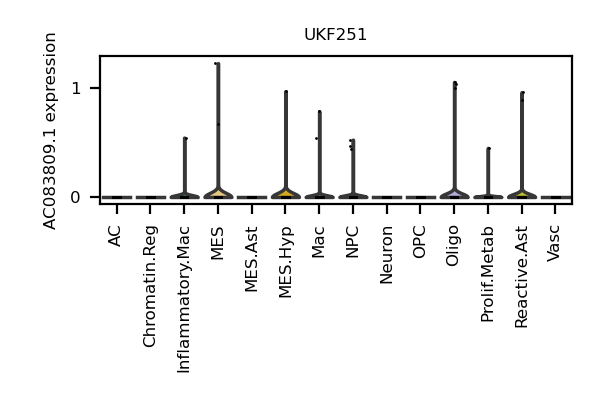 UKF251
AC083809.1 expression
1
0
AC
Chromatin.Reg
Inflammatory.Mac
MES
MES.Ast
MES.Hyp
Mac
NPC
Neuron
OPC
Oligo
Prolif.Metab
Reactive.Ast
Vasc